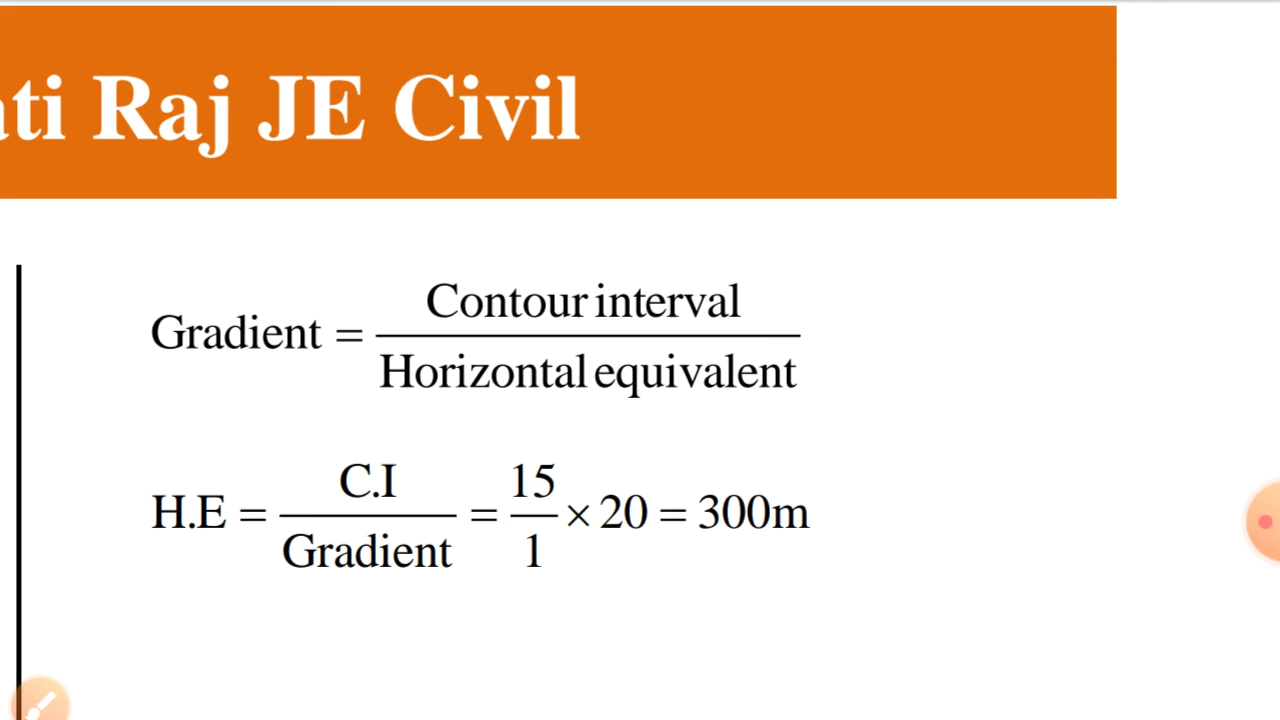 ti Raj JE Civil
Gradient = Contour interval / Horizontal equivalent
H.E = C.I / Gradient = 15 / 1 × 20 = 300m